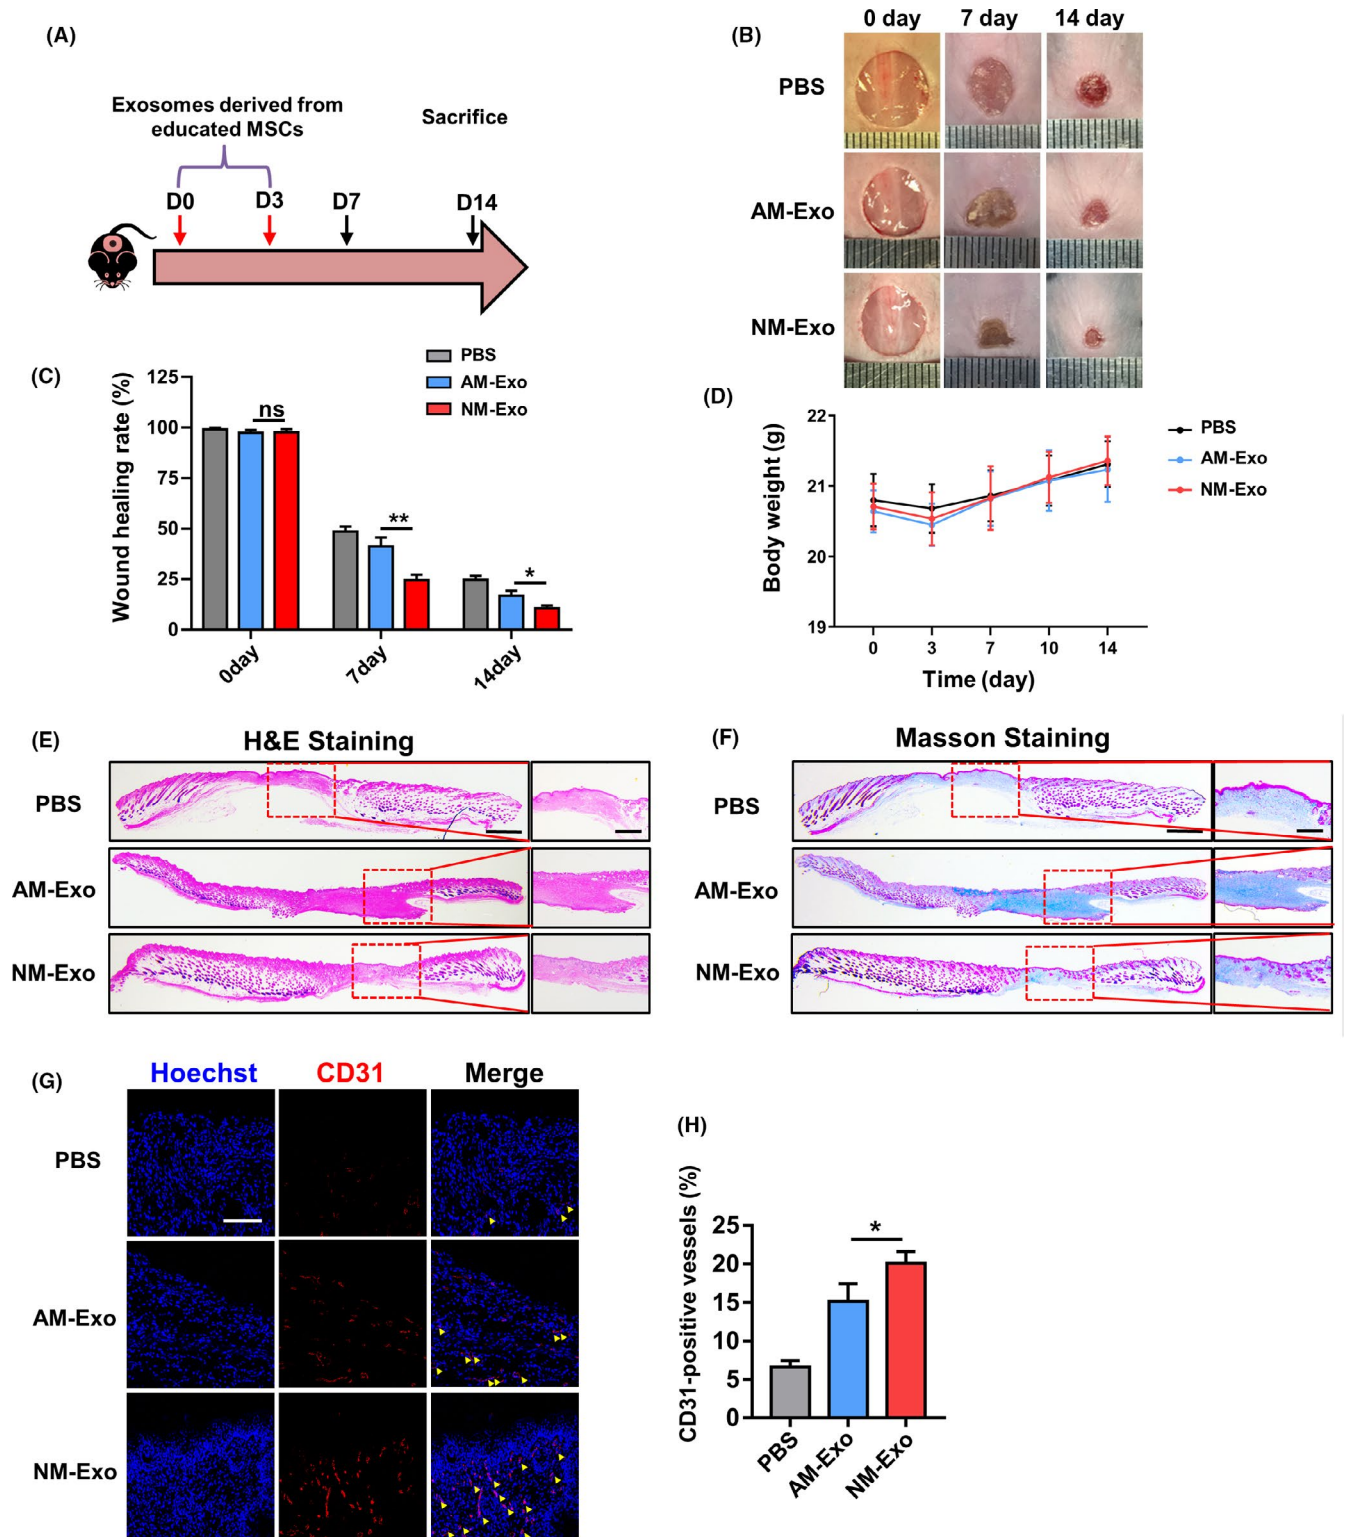 (A)
Exosomes derived from
educated MSCs
Sacrifice
D0
D3
D7
D14
(B)
0 day
7 day
14 day
PBS
AM-Exo
NM-Exo
(C)
PBS
AM-Exo
NM-Exo
Wound healing rate (%)
125
100
75
50
25
0
ns
**
*
0day
7day
14day
(D)
Body weight (g)
22
21
20
19
0
3
7
10
14
Time (day)
PBS
AM-Exo
NM-Exo
(E)
H&E Staining
PBS
AM-Exo
NM-Exo
(F)
Masson Staining
PBS
AM-Exo
NM-Exo
(G)
Hoechst
CD31
Merge
PBS
AM-Exo
NM-Exo
(H)
CD31-positive vessels (%)
25
20
15
10
5
0
*
PBS
AM-Exo
NM-Exo